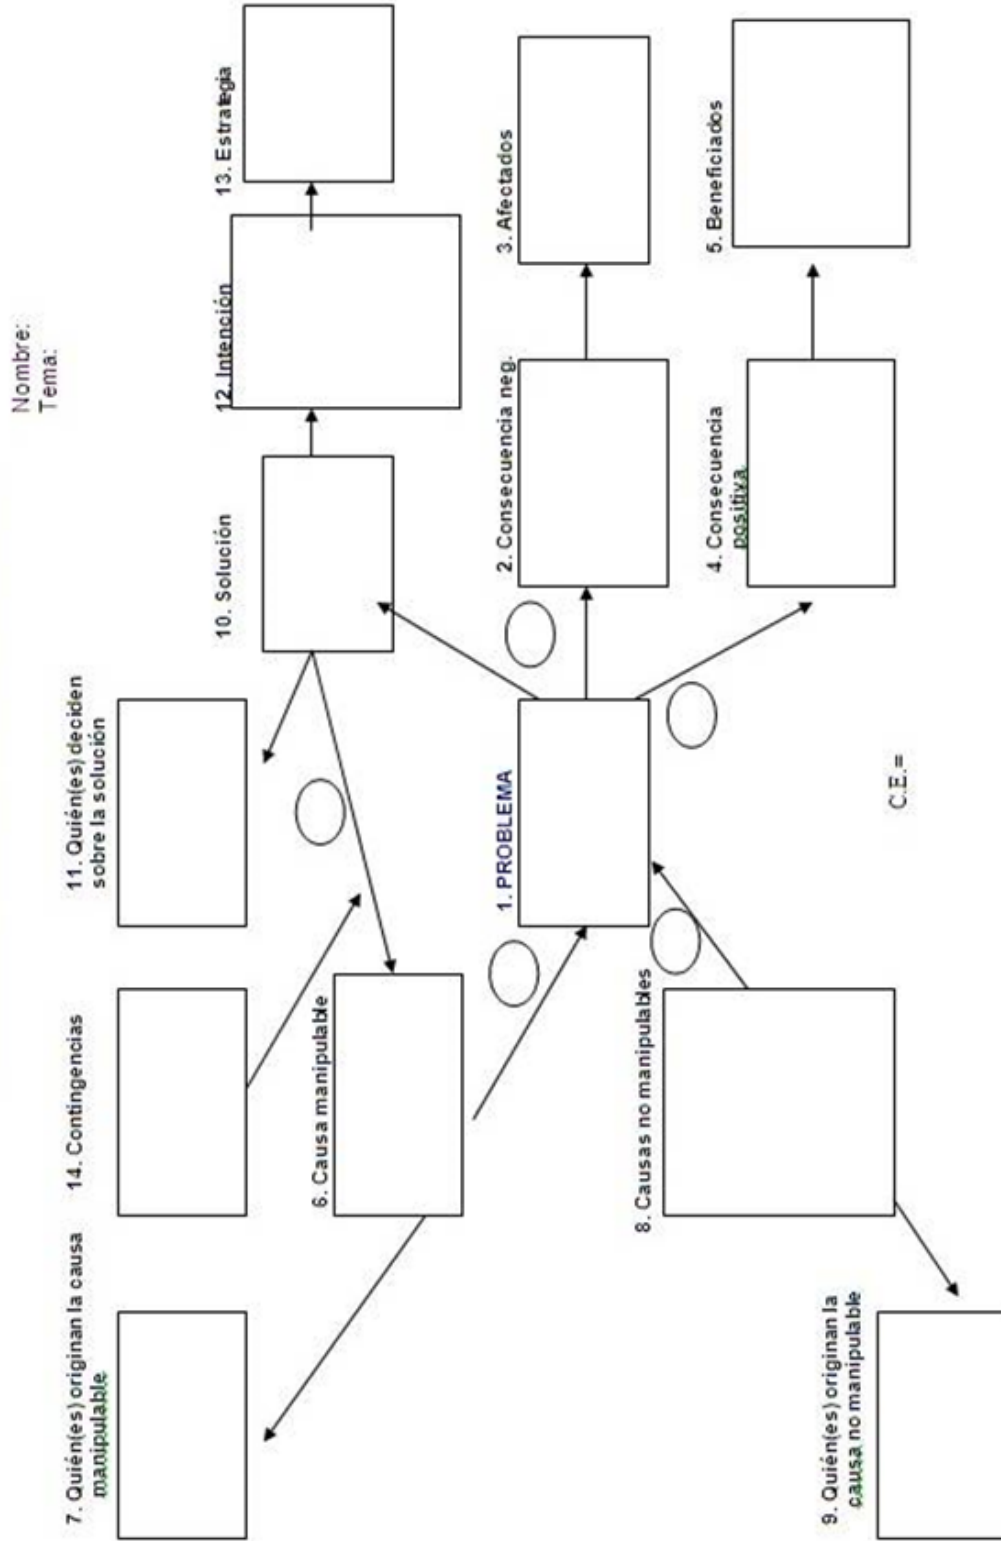 Nombre:
Tema:
7. Quién(es) originan la causa
manipulable
14. Contingencias
11. Quién(es) deciden
sobre la solución
10. Solución
12. Intención
13. Estrategia
6. Causa manipulable
1. PROBLEMA
2. Consecuencia neg.
3. Afectados
8. Causas no manipulables
4. Consecuencia
positiva
5. Beneficiados
9. Quién(es) originan la
causa no manipulable
C.E.=